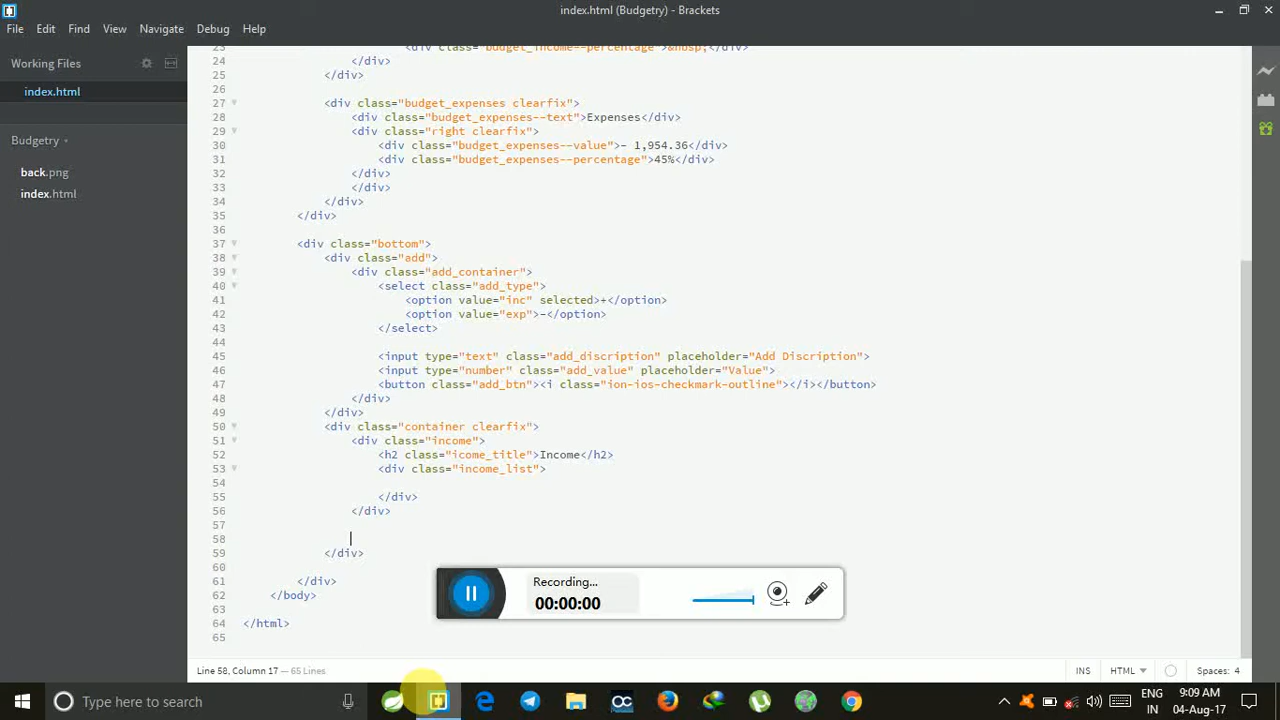 index.html (Budgetry) - Brackets
File Edit Find View Navigate Debug Help
Working Files
index.html
Budgetry
back.png
index.html
23 <div class="budget_income--percentage">&nbsp;</div>
24 </div>
25 </div>
26
27 <div class="budget_expenses clearfix">
28 <div class="budget_expenses--text">Expenses</div>
29 <div class="right clearfix">
30 <div class="budget_expenses--value">- 1,954.36</div>
31 <div class="budget_expenses--percentage">45%</div>
32 </div>
33 </div>
34 </div>
35 </div>
36
37 <div class="bottom">
38 <div class="add">
39 <div class="add_container">
40 <select class="add_type">
41 <option value="inc" selected>+</option>
42 <option value="exp">-</option>
43 </select>
44
45 <input type="text" class="add_discription" placeholder="Add Discription">
46 <input type="number" class="add_value" placeholder="Value">
47 <button class="add_btn"><i class="ion-ios-checkmark-outline"></i></button>
48 </div>
49 </div>
50 <div class="container clearfix">
51 <div class="income">
52 <h2 class="icome_title">Income</h2>
53 <div class="income_list">
54
55 </div>
56 </div>
57
58
59 </div>
60
61 </div>
62 </body>
63
64 </html>
65
Recording...
00:00:00
Line 58, Column 17 — 65 Lines
INS HTML Spaces: 4
Type here to search
ENG 9:09 AM
IN 04-Aug-17